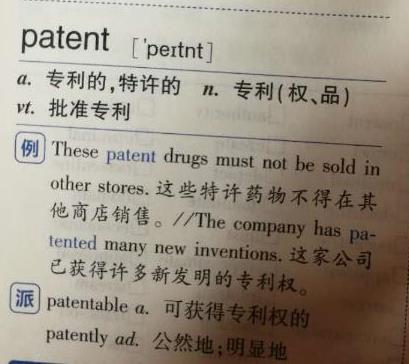 patent ['peɪtnt]
a. 专利的,特许的 n. 专利(权、品)
vt. 批准专利
例 These patent drugs must not be sold in
other stores. 这些特许药物不得在其
他商店销售。//The company has pa-
tented many new inventions. 这家公司
已获得许多新发明的专利权。
派 patentable a. 可获得专利权的
patently ad. 公然地;明显地